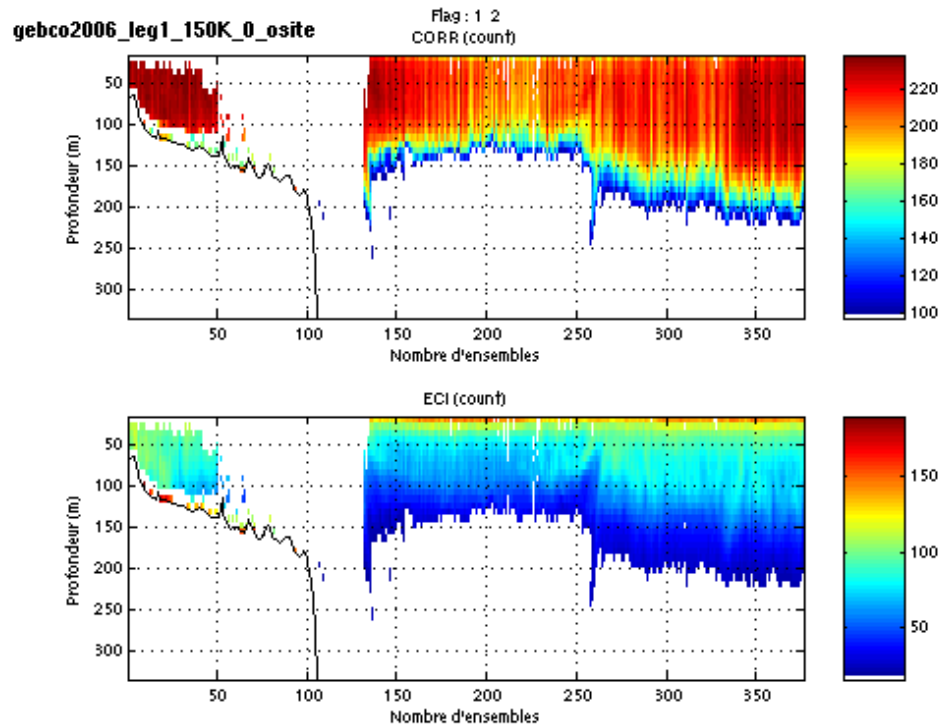 gebco2006_leg1_150K_0_osite
Flag : 1 2
CORR (count)
50
100
150
200
250
300
Profondeur (m)
50 100 150 200 250 300 350
Nombre d'ensembles
220
200
180
160
140
120
100
ECI (count)
50
100
150
200
250
300
Profondeur (m)
50 100 150 200 250 300 350
Nombre d'ensembles
150
100
50